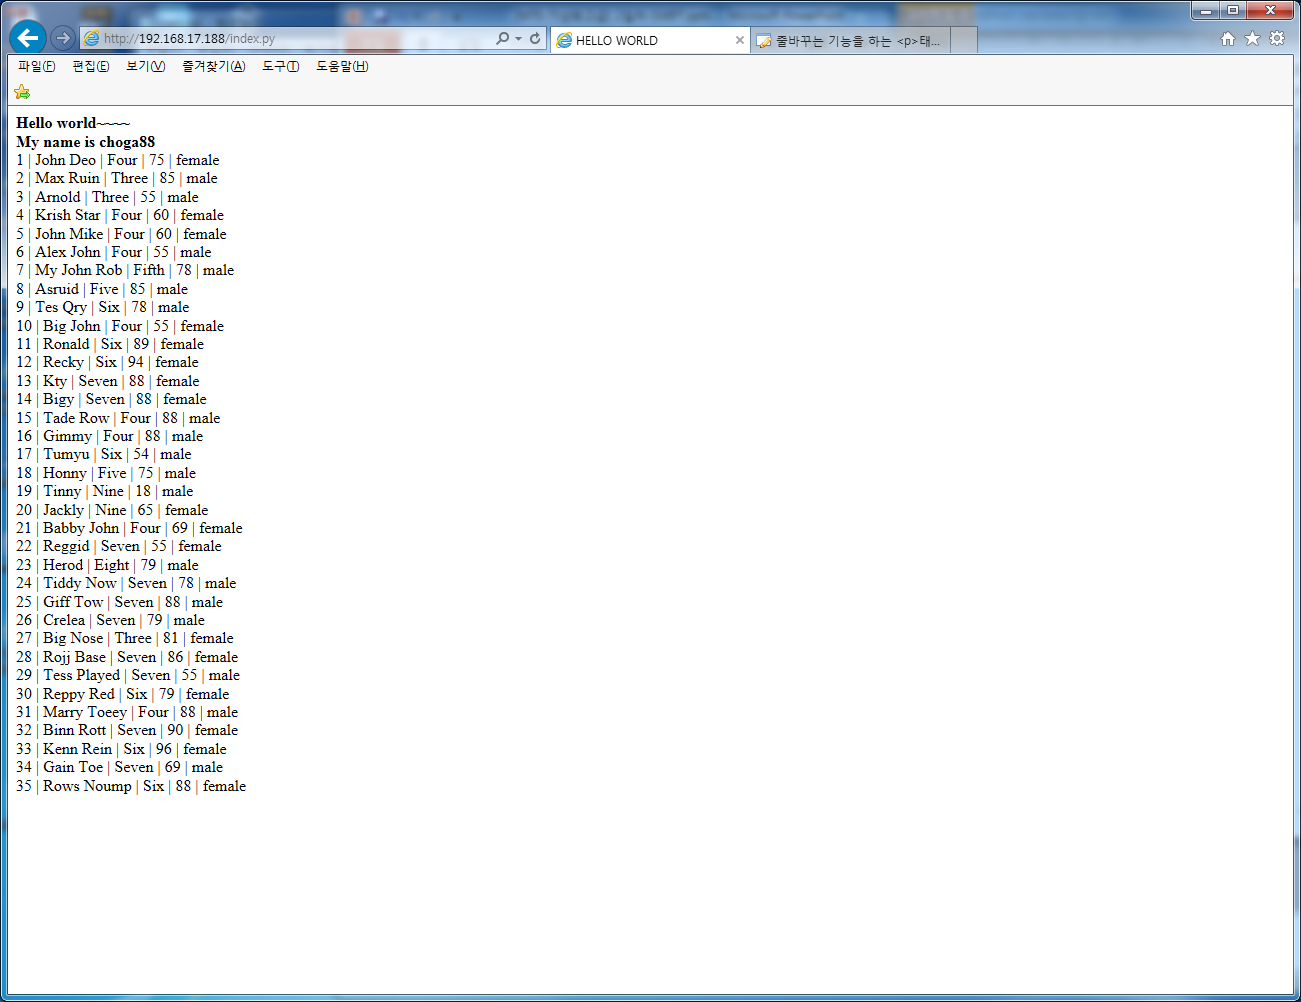 http://192.168.17.188/index.py
HELLO WORLD
줄바꾸는 기능을 하는 <p>태...
파일(F) 편집(E) 보기(V) 즐겨찾기(A) 도구(T) 도움말(H)
Hello world~~~~
My name is choga88
1 | John Deo | Four | 75 | female
2 | Max Ruin | Three | 85 | male
3 | Arnold | Three | 55 | male
4 | Krish Star | Four | 60 | female
5 | John Mike | Four | 60 | female
6 | Alex John | Four | 55 | male
7 | My John Rob | Fifth | 78 | male
8 | Asruid | Five | 85 | male
9 | Tes Qry | Six | 78 | male
10 | Big John | Four | 55 | female
11 | Ronald | Six | 89 | female
12 | Recky | Six | 94 | female
13 | Kty | Seven | 88 | female
14 | Bigy | Seven | 88 | female
15 | Tade Row | Four | 88 | male
16 | Gimmy | Four | 88 | male
17 | Tumyu | Six | 54 | male
18 | Honny | Five | 75 | male
19 | Tinny | Nine | 18 | male
20 | Jackly | Nine | 65 | female
21 | Babby John | Four | 69 | female
22 | Reggid | Seven | 55 | female
23 | Herod | Eight | 79 | male
24 | Tiddy Now | Seven | 78 | male
25 | Giff Tow | Seven | 88 | male
26 | Crelea | Seven | 79 | male
27 | Big Nose | Three | 81 | female
28 | Rojj Base | Seven | 86 | female
29 | Tess Played | Seven | 55 | male
30 | Reppy Red | Six | 79 | female
31 | Marry Toeey | Four | 88 | male
32 | Binn Rott | Seven | 90 | female
33 | Kenn Rein | Six | 96 | female
34 | Gain Toe | Seven | 69 | male
35 | Rows Noump | Six | 88 | female